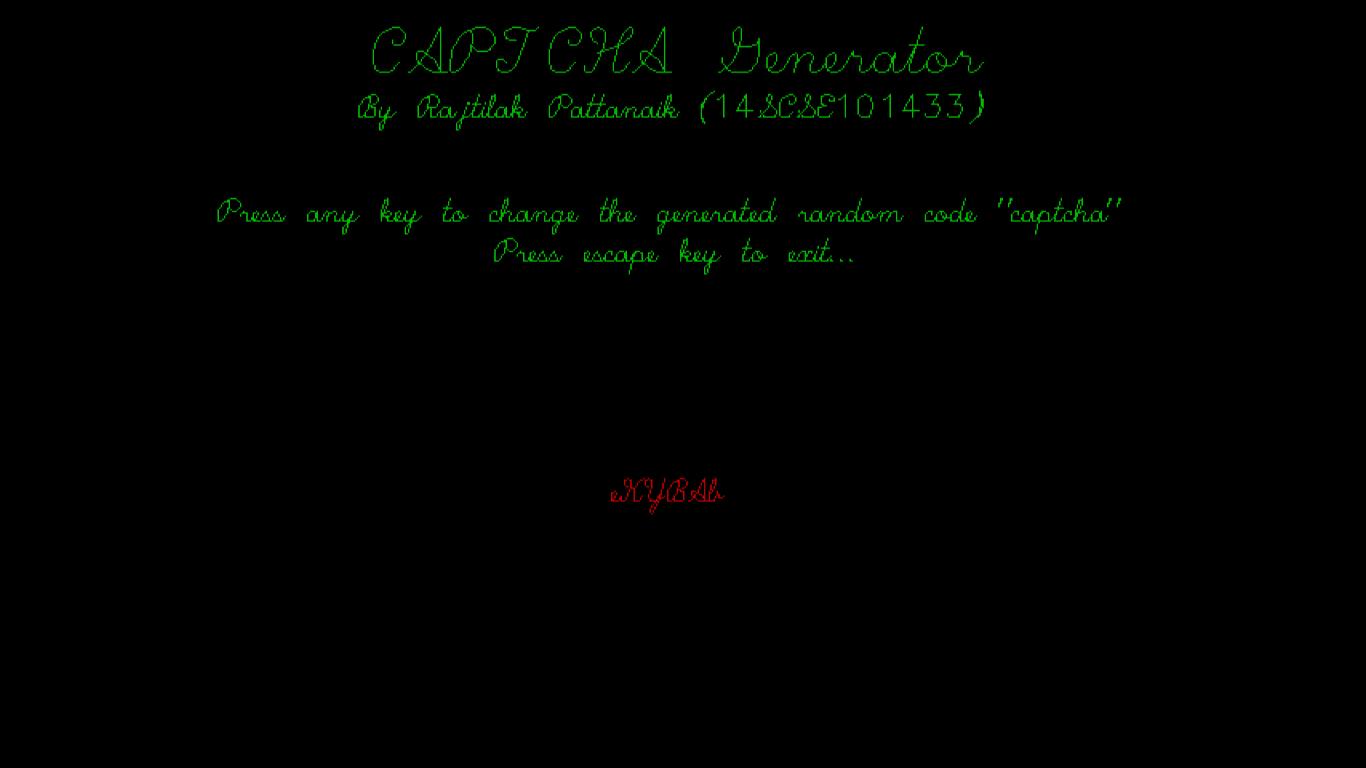 CAPTCHA Generator
By Rajtilak Pattanaik (14SCSE101433)
Press any key to change the generated random code "captcha"
Press escape key to exit...
eXYBAb